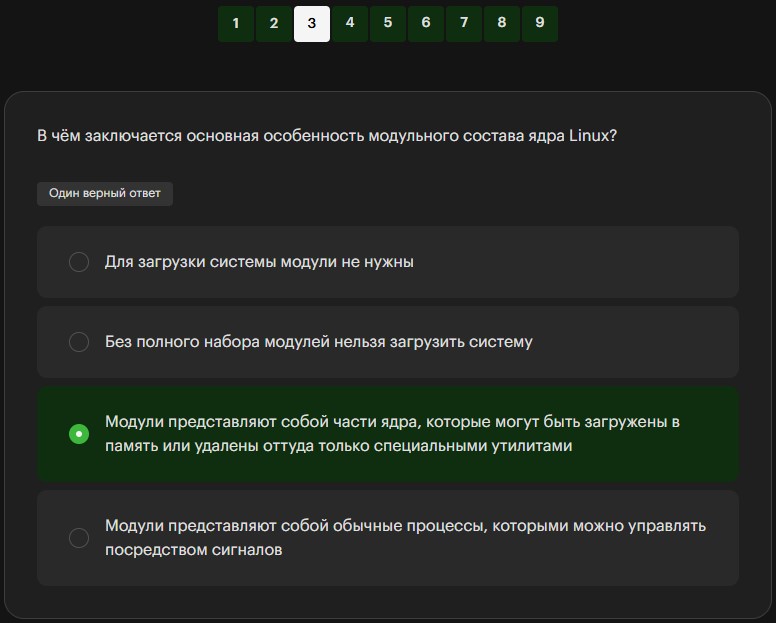 1 2 3 4 5 6 7 8 9
В чём заключается основная особенность модульного состава ядра Linux?
Один верный ответ
Для загрузки системы модули не нужны
Без полного набора модулей нельзя загрузить систему
Модули представляют собой части ядра, которые могут быть загружены в
память или удалены оттуда только специальными утилитами
Модули представляют собой обычные процессы, которыми можно управлять
посредством сигналов